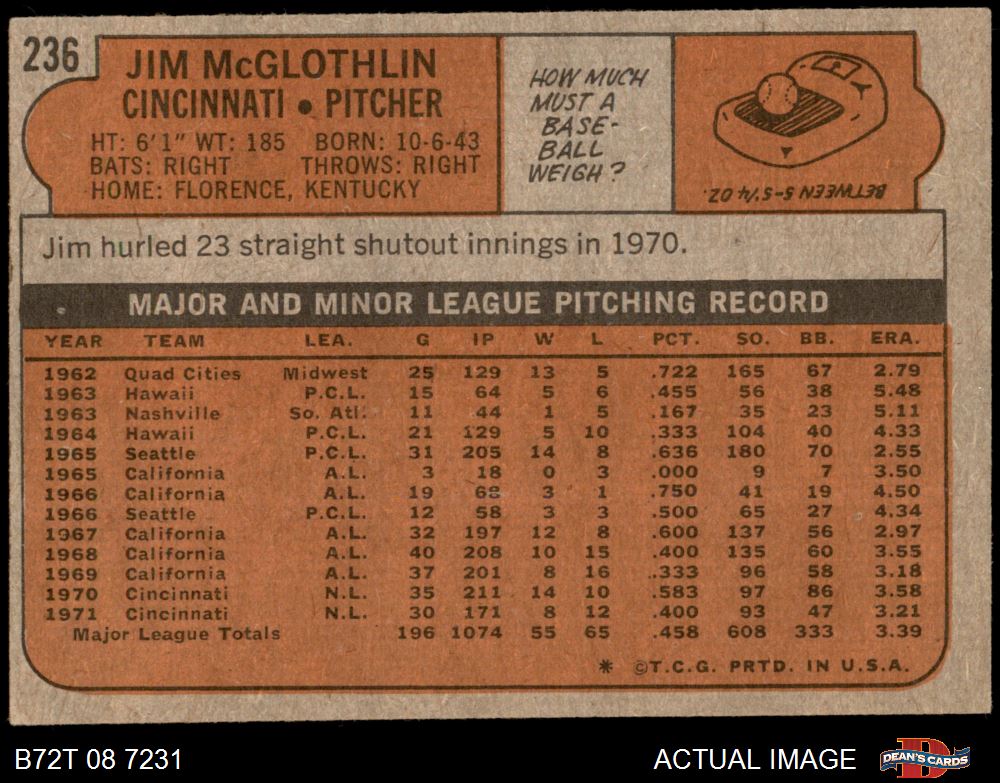 236
JIM McGLOTHLIN
CINCINNATI • PITCHER
HT: 6'1" WT: 185 BORN: 10-6-43
BATS: RIGHT THROWS: RIGHT
HOME: FLORENCE, KENTUCKY
HOW MUCH
MUST A
BASE-
BALL
WEIGH?
BETWEEN 5-5¼ OZ.
Jim hurled 23 straight shutout innings in 1970.
MAJOR AND MINOR LEAGUE PITCHING RECORD
YEAR TEAM LEA. G IP W L PCT. SO. BB. ERA.
1962 Quad Cities Midwest 25 129 13 5 .722 165 67 2.79
1963 Hawaii P.C.L. 15 64 5 6 .455 56 38 5.48
1963 Nashville So. Atl. 11 44 1 5 .167 35 23 5.11
1964 Hawaii P.C.L. 21 129 5 10 .333 104 40 4.33
1965 Seattle P.C.L. 31 205 14 8 .636 180 70 2.55
1965 California A.L. 3 18 0 3 .000 9 7 3.50
1966 California A.L. 19 68 3 1 .750 41 19 4.50
1966 Seattle P.C.L. 12 58 3 3 .500 65 27 4.34
1967 California A.L. 32 197 12 8 .600 137 56 2.97
1968 California A.L. 40 208 10 15 .400 135 60 3.55
1969 California A.L. 37 201 8 16 .333 96 58 3.18
1970 Cincinnati N.L. 35 211 14 10 .583 97 86 3.58
1971 Cincinnati N.L. 30 171 8 12 .400 93 47 3.21
Major League Totals 196 1074 55 65 .458 608 333 3.39
* ©T.C.G. PRTD. IN U.S.A.
B72T 08 7231
ACTUAL IMAGE
D
DEAN'S CARDS